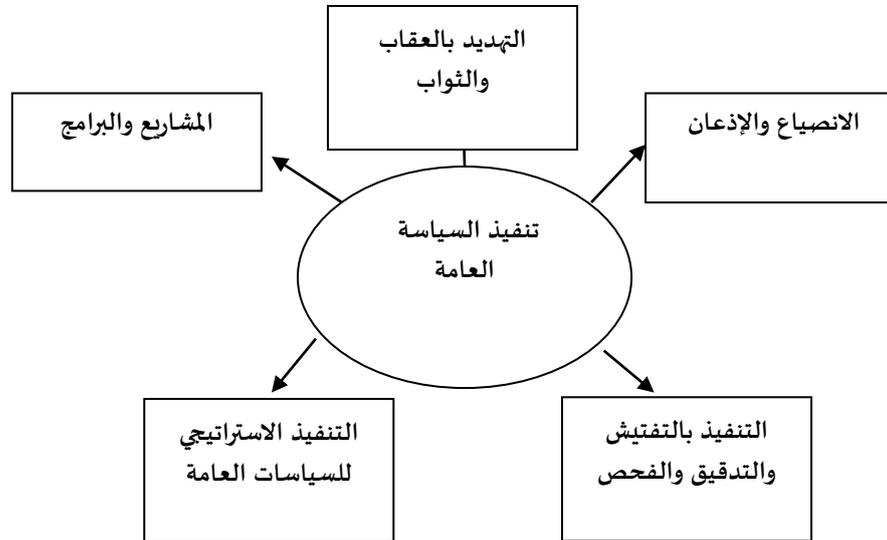 التهديد بالعقاب
والثواب
الانصياع والإذعان
المشاريع والبرامج
تنفيذ السياسة
العامة
التنفيذ بالتفتيش
والتدقيق والفحص
التنفيذ الاستراتيجي
للسياسات العامة